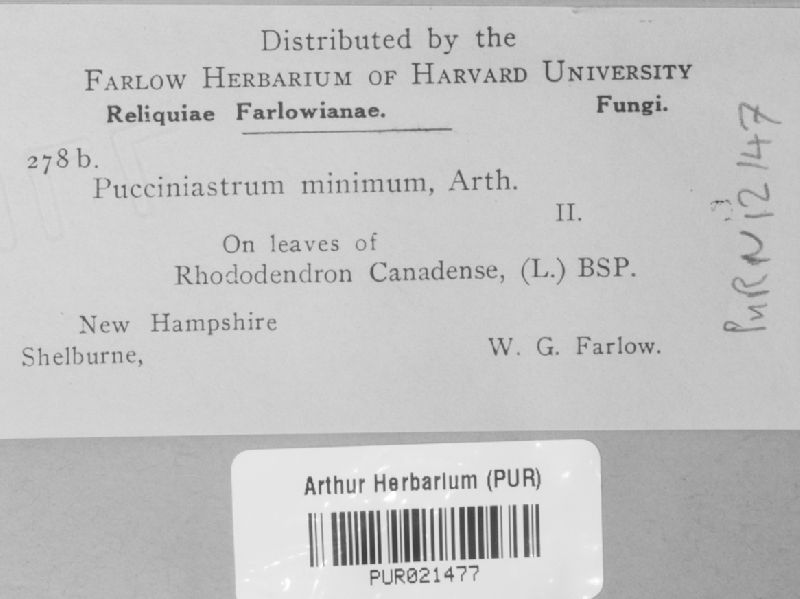 Distributed by the
FARLOW HERBARIUM OF HARVARD UNIVERSITY
Reliquiae Farlowianae. Fungi.
278 b.
Pucciniastrum minimum, Arth.
II.
On leaves of
Rhododendron Canadense, (L.) BSP.
New Hampshire
Shelburne, W. G. Farlow.
PUR N12147
Arthur Herbarium (PUR)
PUR021477